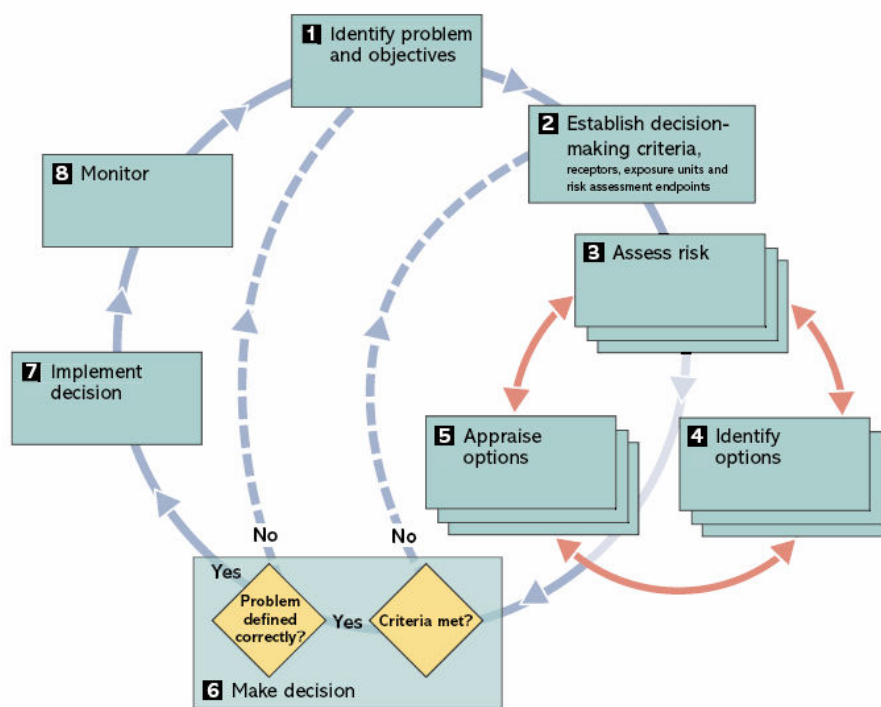 1 Identify problem
and objectives
2 Establish decision-
making criteria,
receptors, exposure units and
risk assessment endpoints
8 Monitor
3 Assess risk
7 Implement
decision
5 Appraise
options
4 Identify
options
No
No
Yes
Problem
defined
correctly?
Yes
Criteria met?
6 Make decision